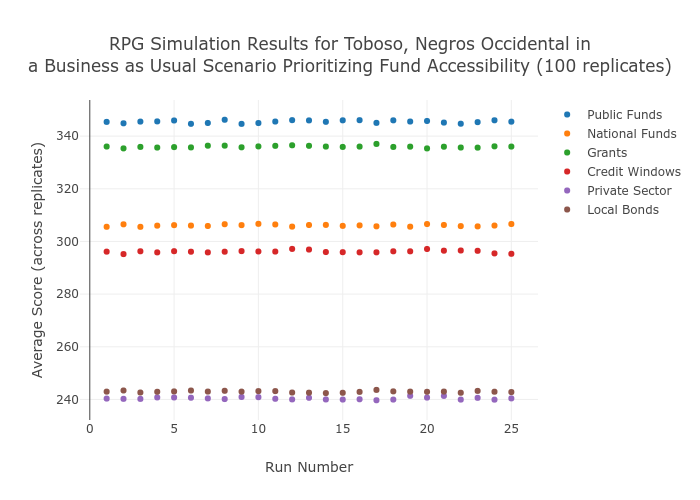 RPG Simulation Results for Toboso, Negros Occidental in
a Business as Usual Scenario Prioritizing Fund Accessibility (100 replicates)
Average Score (across replicates)
340
320
300
280
260
240
0
5
10
15
20
25
Run Number
Public Funds
National Funds
Grants
Credit Windows
Private Sector
Local Bonds